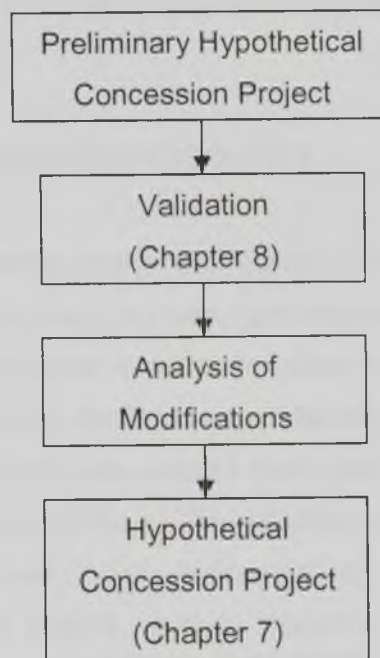 Preliminary Hypothetical
Concession Project
Validation
(Chapter 8)
Analysis of
Modifications
Hypothetical
Concession Project
(Chapter 7)